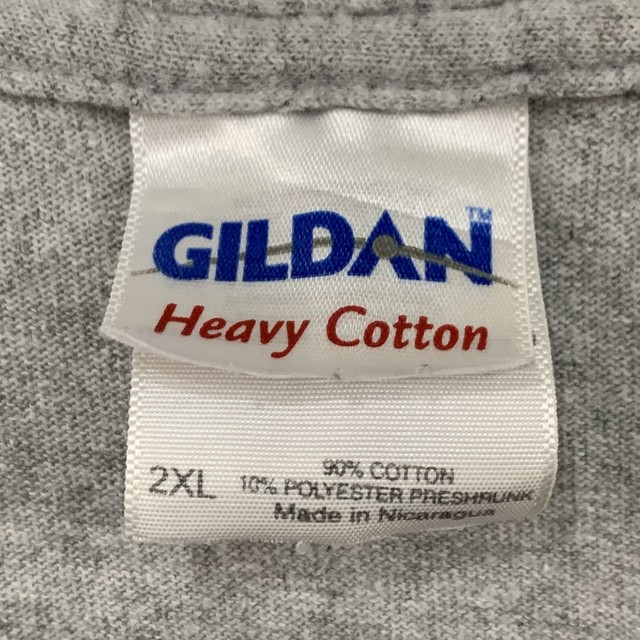 GILDAN™
Heavy Cotton
2XL
90% COTTON
10% POLYESTER PRESHRUNK
Made in Nicaragua